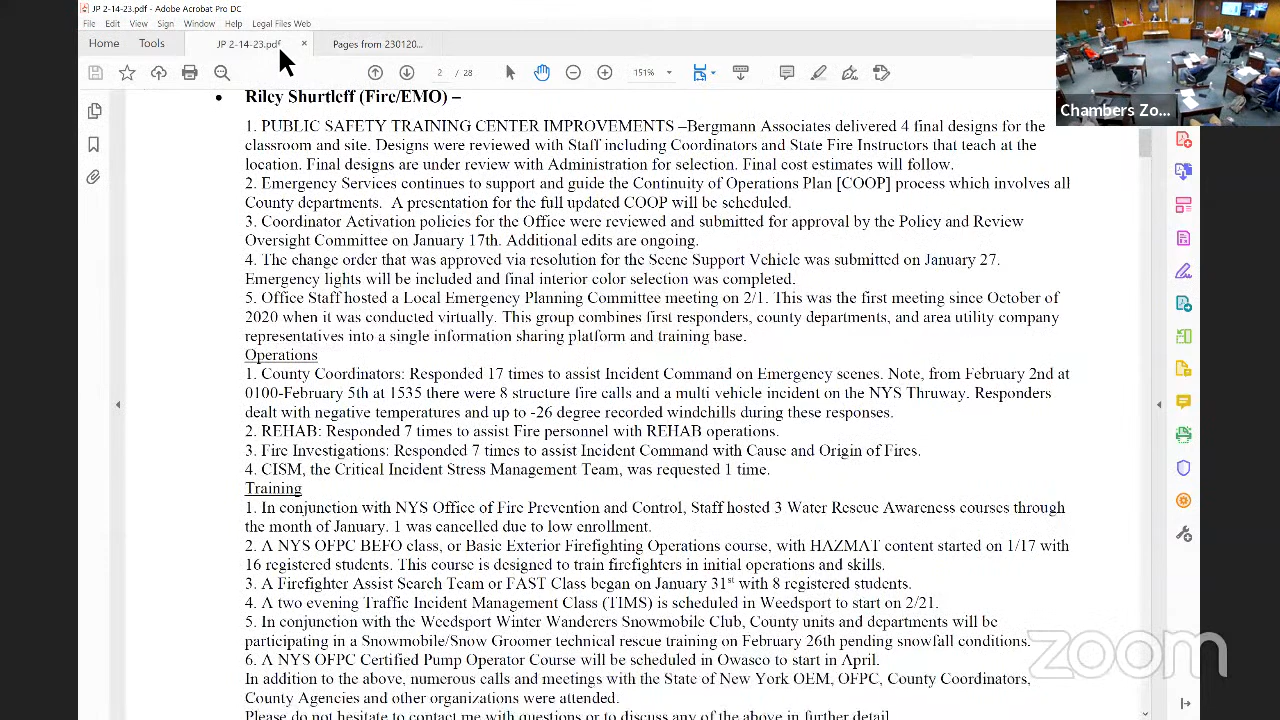 JP 2-14-23.pdf - Adobe Acrobat Pro DC
File Edit View Sign Window Help Legal Files Web
Home Tools JP 2-14-23.pdf × Pages from 230120...
2 / 28 151%
Chambers Zo...
• Riley Shurtleff (Fire/EMO) –
1. PUBLIC SAFETY TRAINING CENTER IMPROVEMENTS –Bergmann Associates delivered 4 final designs for the
classroom and site. Designs were reviewed with Staff including Coordinators and State Fire Instructors that teach at the
location. Final designs are under review with Administration for selection. Final cost estimates will follow.
2. Emergency Services continues to support and guide the Continuity of Operations Plan [COOP] process which involves all
County departments. A presentation for the full updated COOP will be scheduled.
3. Coordinator Activation policies for the Office were reviewed and submitted for approval by the Policy and Review
Oversight Committee on January 17th. Additional edits are ongoing.
4. The change order that was approved via resolution for the Scene Support Vehicle was submitted on January 27.
Emergency lights will be included and final interior color selection was completed.
5. Office Staff hosted a Local Emergency Planning Committee meeting on 2/1. This was the first meeting since October of
2020 when it was conducted virtually. This group combines first responders, county departments, and area utility company
representatives into a single information sharing platform and training base.
Operations
1. County Coordinators: Responded 17 times to assist Incident Command on Emergency scenes. Note, from February 2nd at
0100-February 5th at 1535 there were 8 structure fire calls and a multi vehicle incident on the NYS Thruway. Responders
dealt with negative temperatures and up to -26 degree recorded windchills during these responses.
2. REHAB: Responded 7 times to assist Fire personnel with REHAB operations.
3. Fire Investigations: Responded 7 times to assist Incident Command with Cause and Origin of Fires.
4. CISM, the Critical Incident Stress Management Team, was requested 1 time.
Training
1. In conjunction with NYS Office of Fire Prevention and Control, Staff hosted 3 Water Rescue Awareness courses through
the month of January. 1 was cancelled due to low enrollment.
2. A NYS OFPC BEFO class, or Basic Exterior Firefighting Operations course, with HAZMAT content started on 1/17 with
16 registered students. This course is designed to train firefighters in initial operations and skills.
3. A Firefighter Assist Search Team or FAST Class began on January 31st with 8 registered students.
4. A two evening Traffic Incident Management Class (TIMS) is scheduled in Weedsport to start on 2/21.
5. In conjunction with the Weedsport Winter Wanderers Snowmobile Club, County units and departments will be
participating in a Snowmobile/Snow Groomer technical rescue training on February 26th pending snowfall conditions.
6. A NYS OFPC Certified Pump Operator Course will be scheduled in Owasco to start in April.
In addition to the above, numerous calls and meetings with the State of New York OEM, OFPC, County Coordinators,
County Agencies and other organizations were attended.
Please do not hesitate to contact me with questions or to discuss any of the above in further detail
zoom